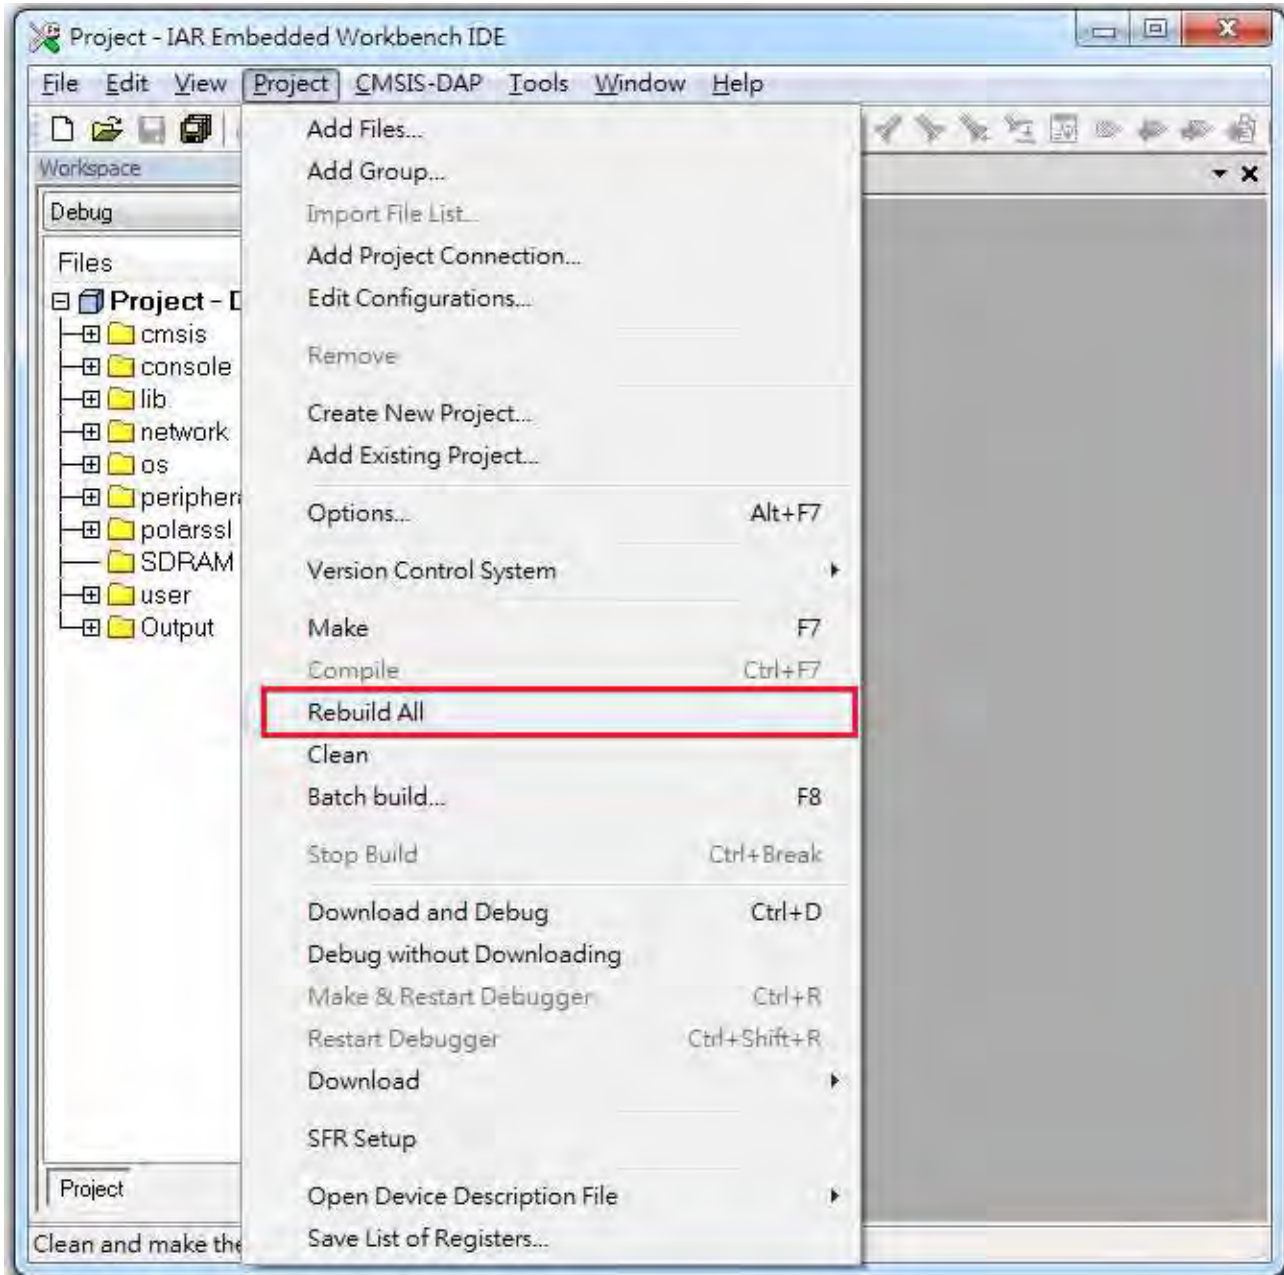 Project - IAR Embedded Workbench IDE
File Edit View Project CMSIS-DAP Tools Window Help
Workspace
Debug
Files
Project -
cmsis
console
lib
network
os
polarssl
SDRAM
user
Output
Project
Clean and make the
Add Files...
Add Group...
Import File List...
Add Project Connection...
Edit Configurations...
Remove
Create New Project...
Add Existing Project...
Options... Alt+F7
Version Control System
Make F7
Compile Ctrl+F7
Rebuild All
Clean
Batch build... F8
Stop Build Ctrl+Break
Download and Debug Ctrl+D
Debug without Downloading
Make & Restart Debugger Ctrl+R
Restart Debugger Ctrl+Shift+R
Download
SFR Setup
Open Device Description File
Save List of Registers...